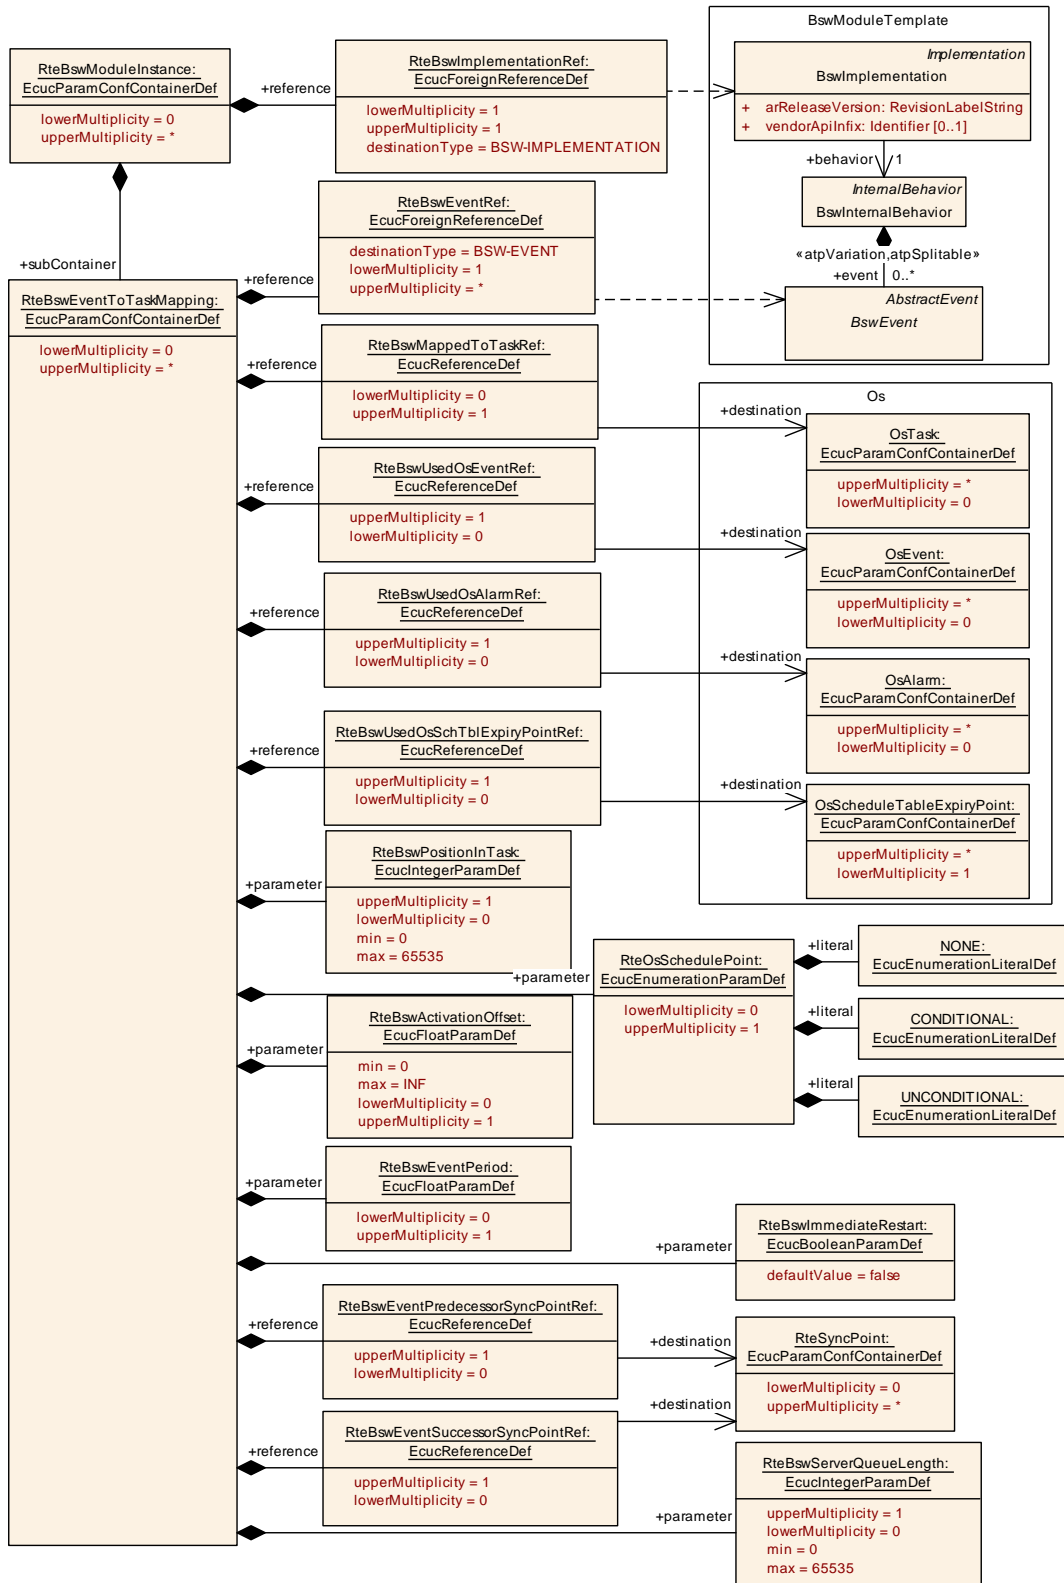 BswModuleTemplate
RteBswModuleInstance:
EcucParamConfContainerDef
lowerMultiplicity = 0
upperMultiplicity = *
+reference
RteBswImplementationRef:
EcucForeignReferenceDef
lowerMultiplicity = 1
upperMultiplicity = 1
destinationType = BSW-IMPLEMENTATION
Implementation
BswImplementation
+ arReleaseVersion: RevisionLabelString
+ vendorApiInfix: Identifier [0..1]
+behavior 1
InternalBehavior
BswInternalBehavior
«atpVariation,atpSplitable»
+event 0..*
AbstractEvent
BswEvent
+subContainer
RteBswEventToTaskMapping:
EcucParamConfContainerDef
lowerMultiplicity = 0
upperMultiplicity = *
+reference
RteBswEventRef:
EcucForeignReferenceDef
destinationType = BSW-EVENT
lowerMultiplicity = 1
upperMultiplicity = *
+reference
RteBswMappedToTaskRef:
EcucReferenceDef
lowerMultiplicity = 0
upperMultiplicity = 1
Os
+destination
OsTask:
EcucParamConfContainerDef
upperMultiplicity = *
lowerMultiplicity = 0
+reference
RteBswUsedOsEventRef:
EcucReferenceDef
upperMultiplicity = 1
lowerMultiplicity = 0
+destination
OsEvent:
EcucParamConfContainerDef
upperMultiplicity = *
lowerMultiplicity = 0
+reference
RteBswUsedOsAlarmRef:
EcucReferenceDef
upperMultiplicity = 1
lowerMultiplicity = 0
+destination
OsAlarm:
EcucParamConfContainerDef
upperMultiplicity = *
lowerMultiplicity = 0
+reference
RteBswUsedOsSchTblExpiryPointRef:
EcucReferenceDef
upperMultiplicity = 1
lowerMultiplicity = 0
+destination
OsScheduleTableExpiryPoint:
EcucParamConfContainerDef
upperMultiplicity = *
lowerMultiplicity = 1
+parameter
RteBswPositionInTask:
EcucIntegerParamDef
upperMultiplicity = 1
lowerMultiplicity = 0
min = 0
max = 65535
+parameter
RteOsSchedulePoint:
EcucEnumerationParamDef
lowerMultiplicity = 0
upperMultiplicity = 1
+literal
NONE:
EcucEnumerationLiteralDef
+literal
CONDITIONAL:
EcucEnumerationLiteralDef
+literal
UNCONDITIONAL:
EcucEnumerationLiteralDef
+parameter
RteBswActivationOffset:
EcucFloatParamDef
min = 0
max = INF
lowerMultiplicity = 0
upperMultiplicity = 1
+parameter
RteBswEventPeriod:
EcucFloatParamDef
lowerMultiplicity = 0
upperMultiplicity = 1
+parameter
RteBswImmediateRestart:
EcucBooleanParamDef
defaultValue = false
+reference
RteBswEventPredecessorSyncPointRef:
EcucReferenceDef
upperMultiplicity = 1
lowerMultiplicity = 0
+destination
RteSyncPoint:
EcucParamConfContainerDef
lowerMultiplicity = 0
upperMultiplicity = *
+destination
+reference
RteBswEventSuccessorSyncPointRef:
EcucReferenceDef
upperMultiplicity = 1
lowerMultiplicity = 0
+parameter
RteBswServerQueueLength:
EcucIntegerParamDef
upperMultiplicity = 1
lowerMultiplicity = 0
min = 0
max = 65535